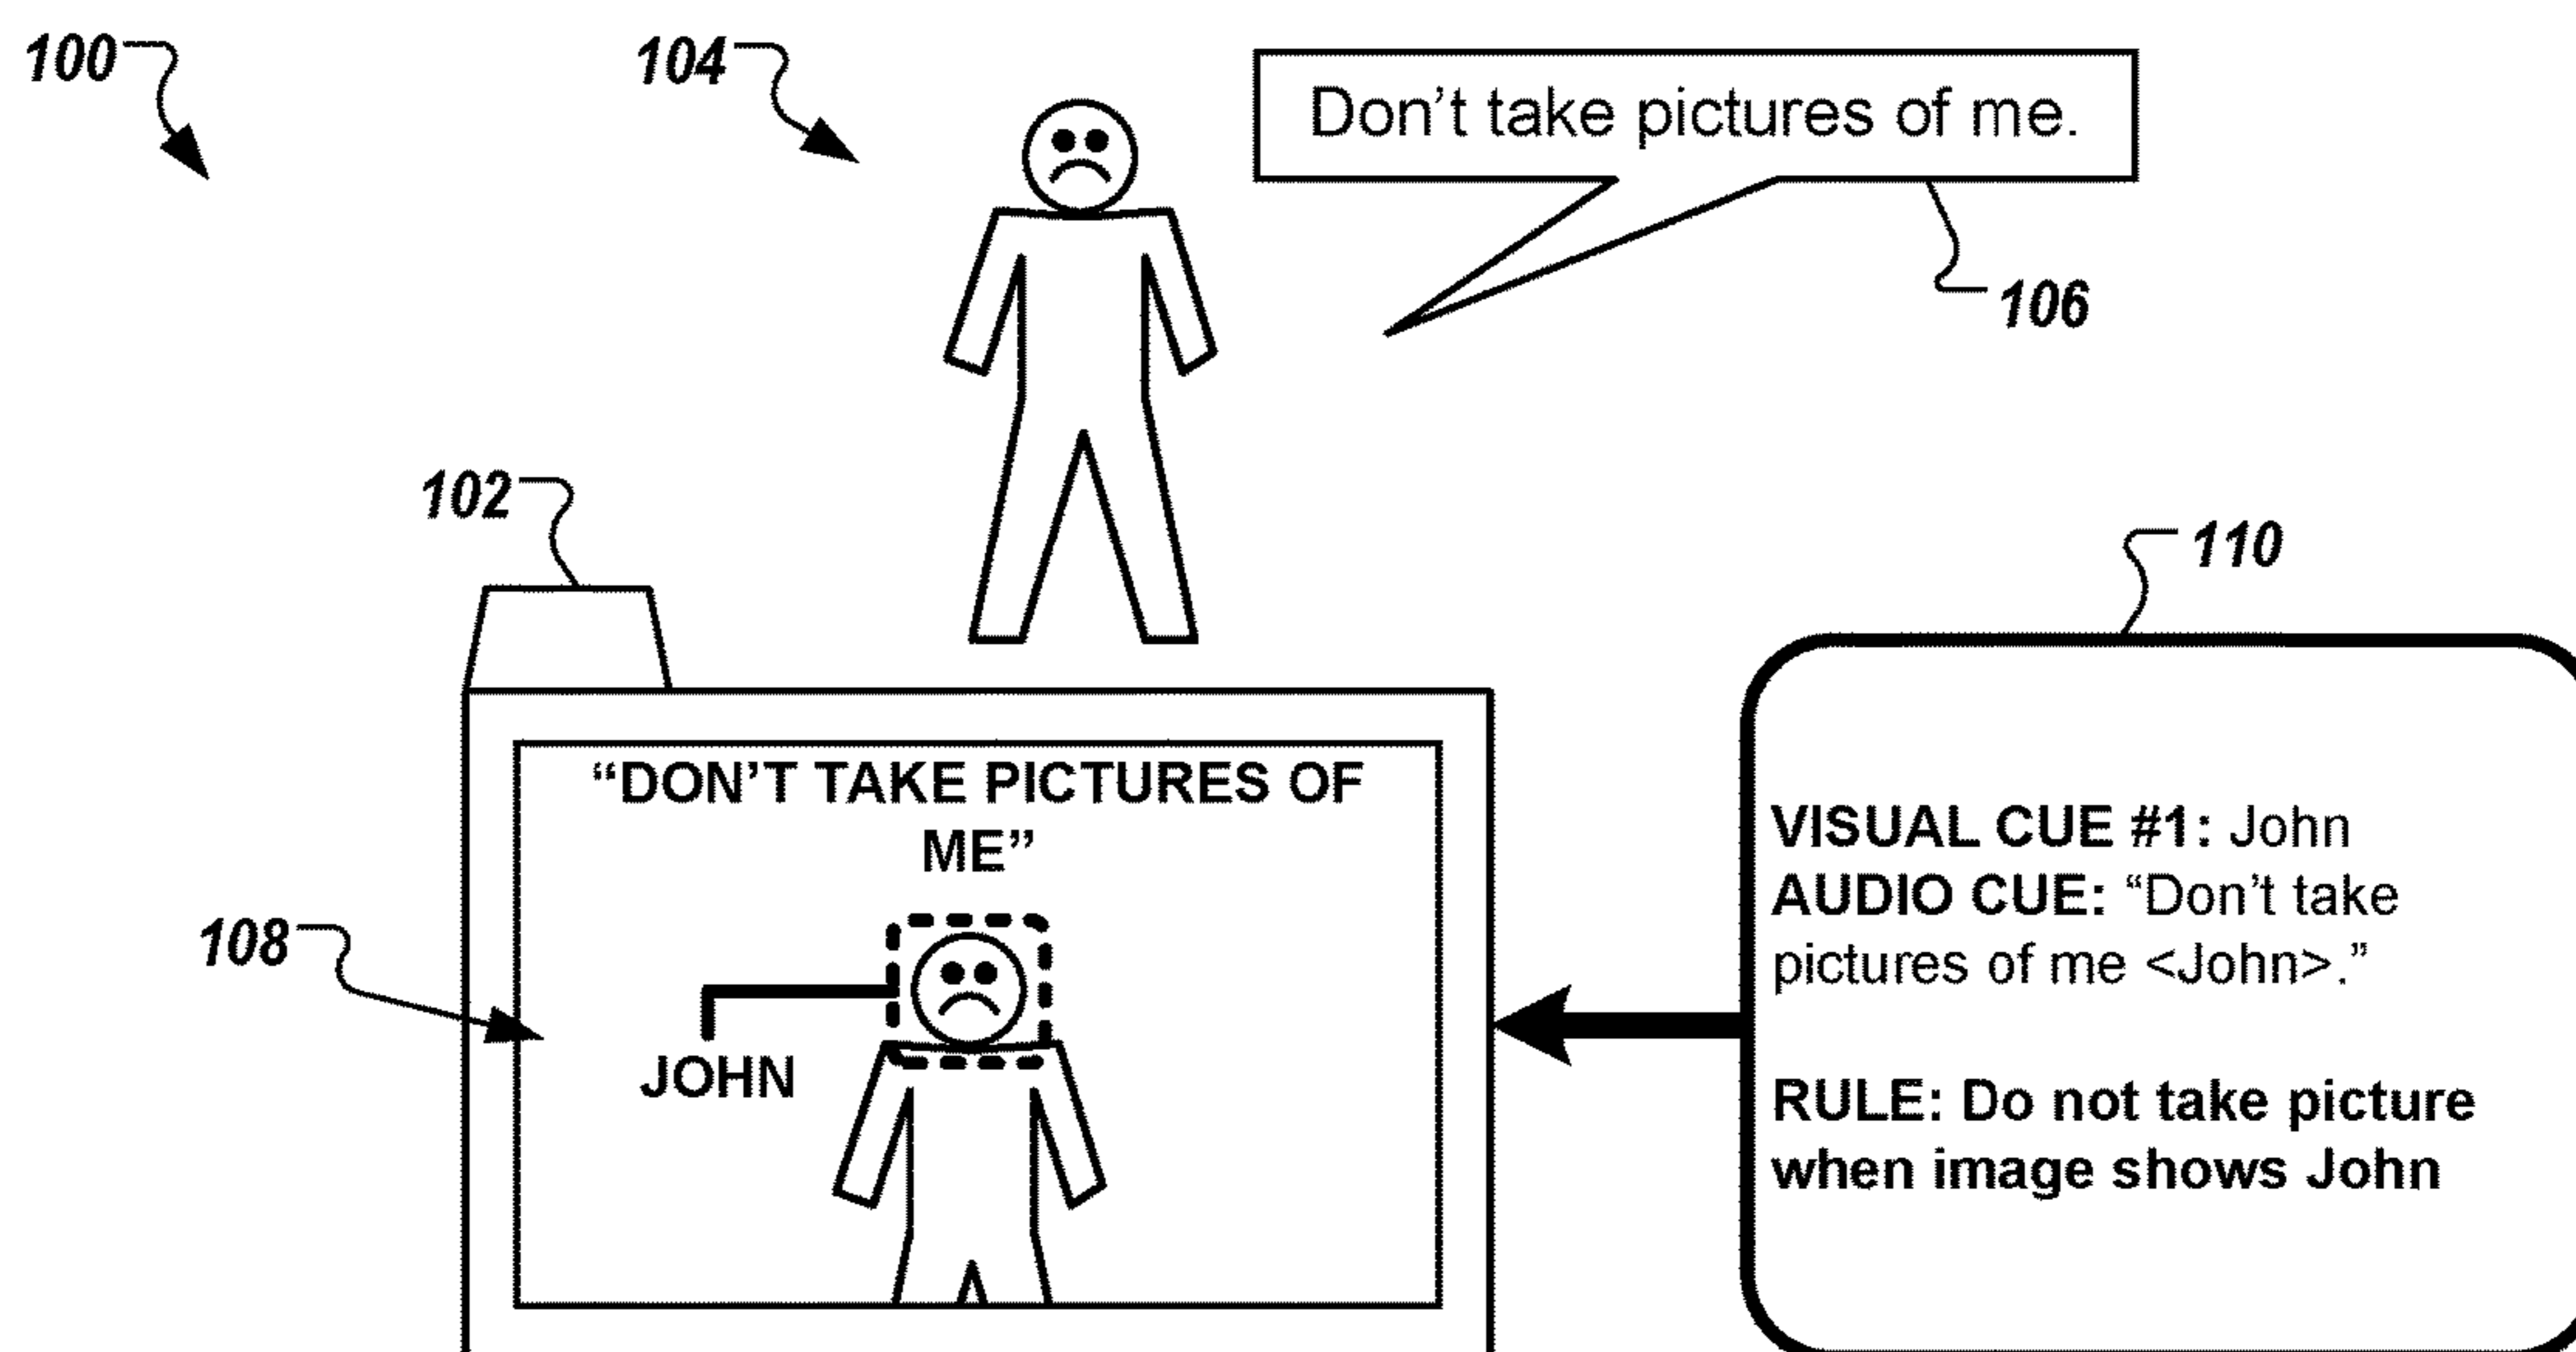 100
104
Don't take pictures of me.
106
102
110
“DON'T TAKE PICTURES OF
ME”
108
JOHN
VISUAL CUE #1: John
AUDIO CUE: “Don't take
pictures of me <John>.”
RULE: Do not take picture
when image shows John